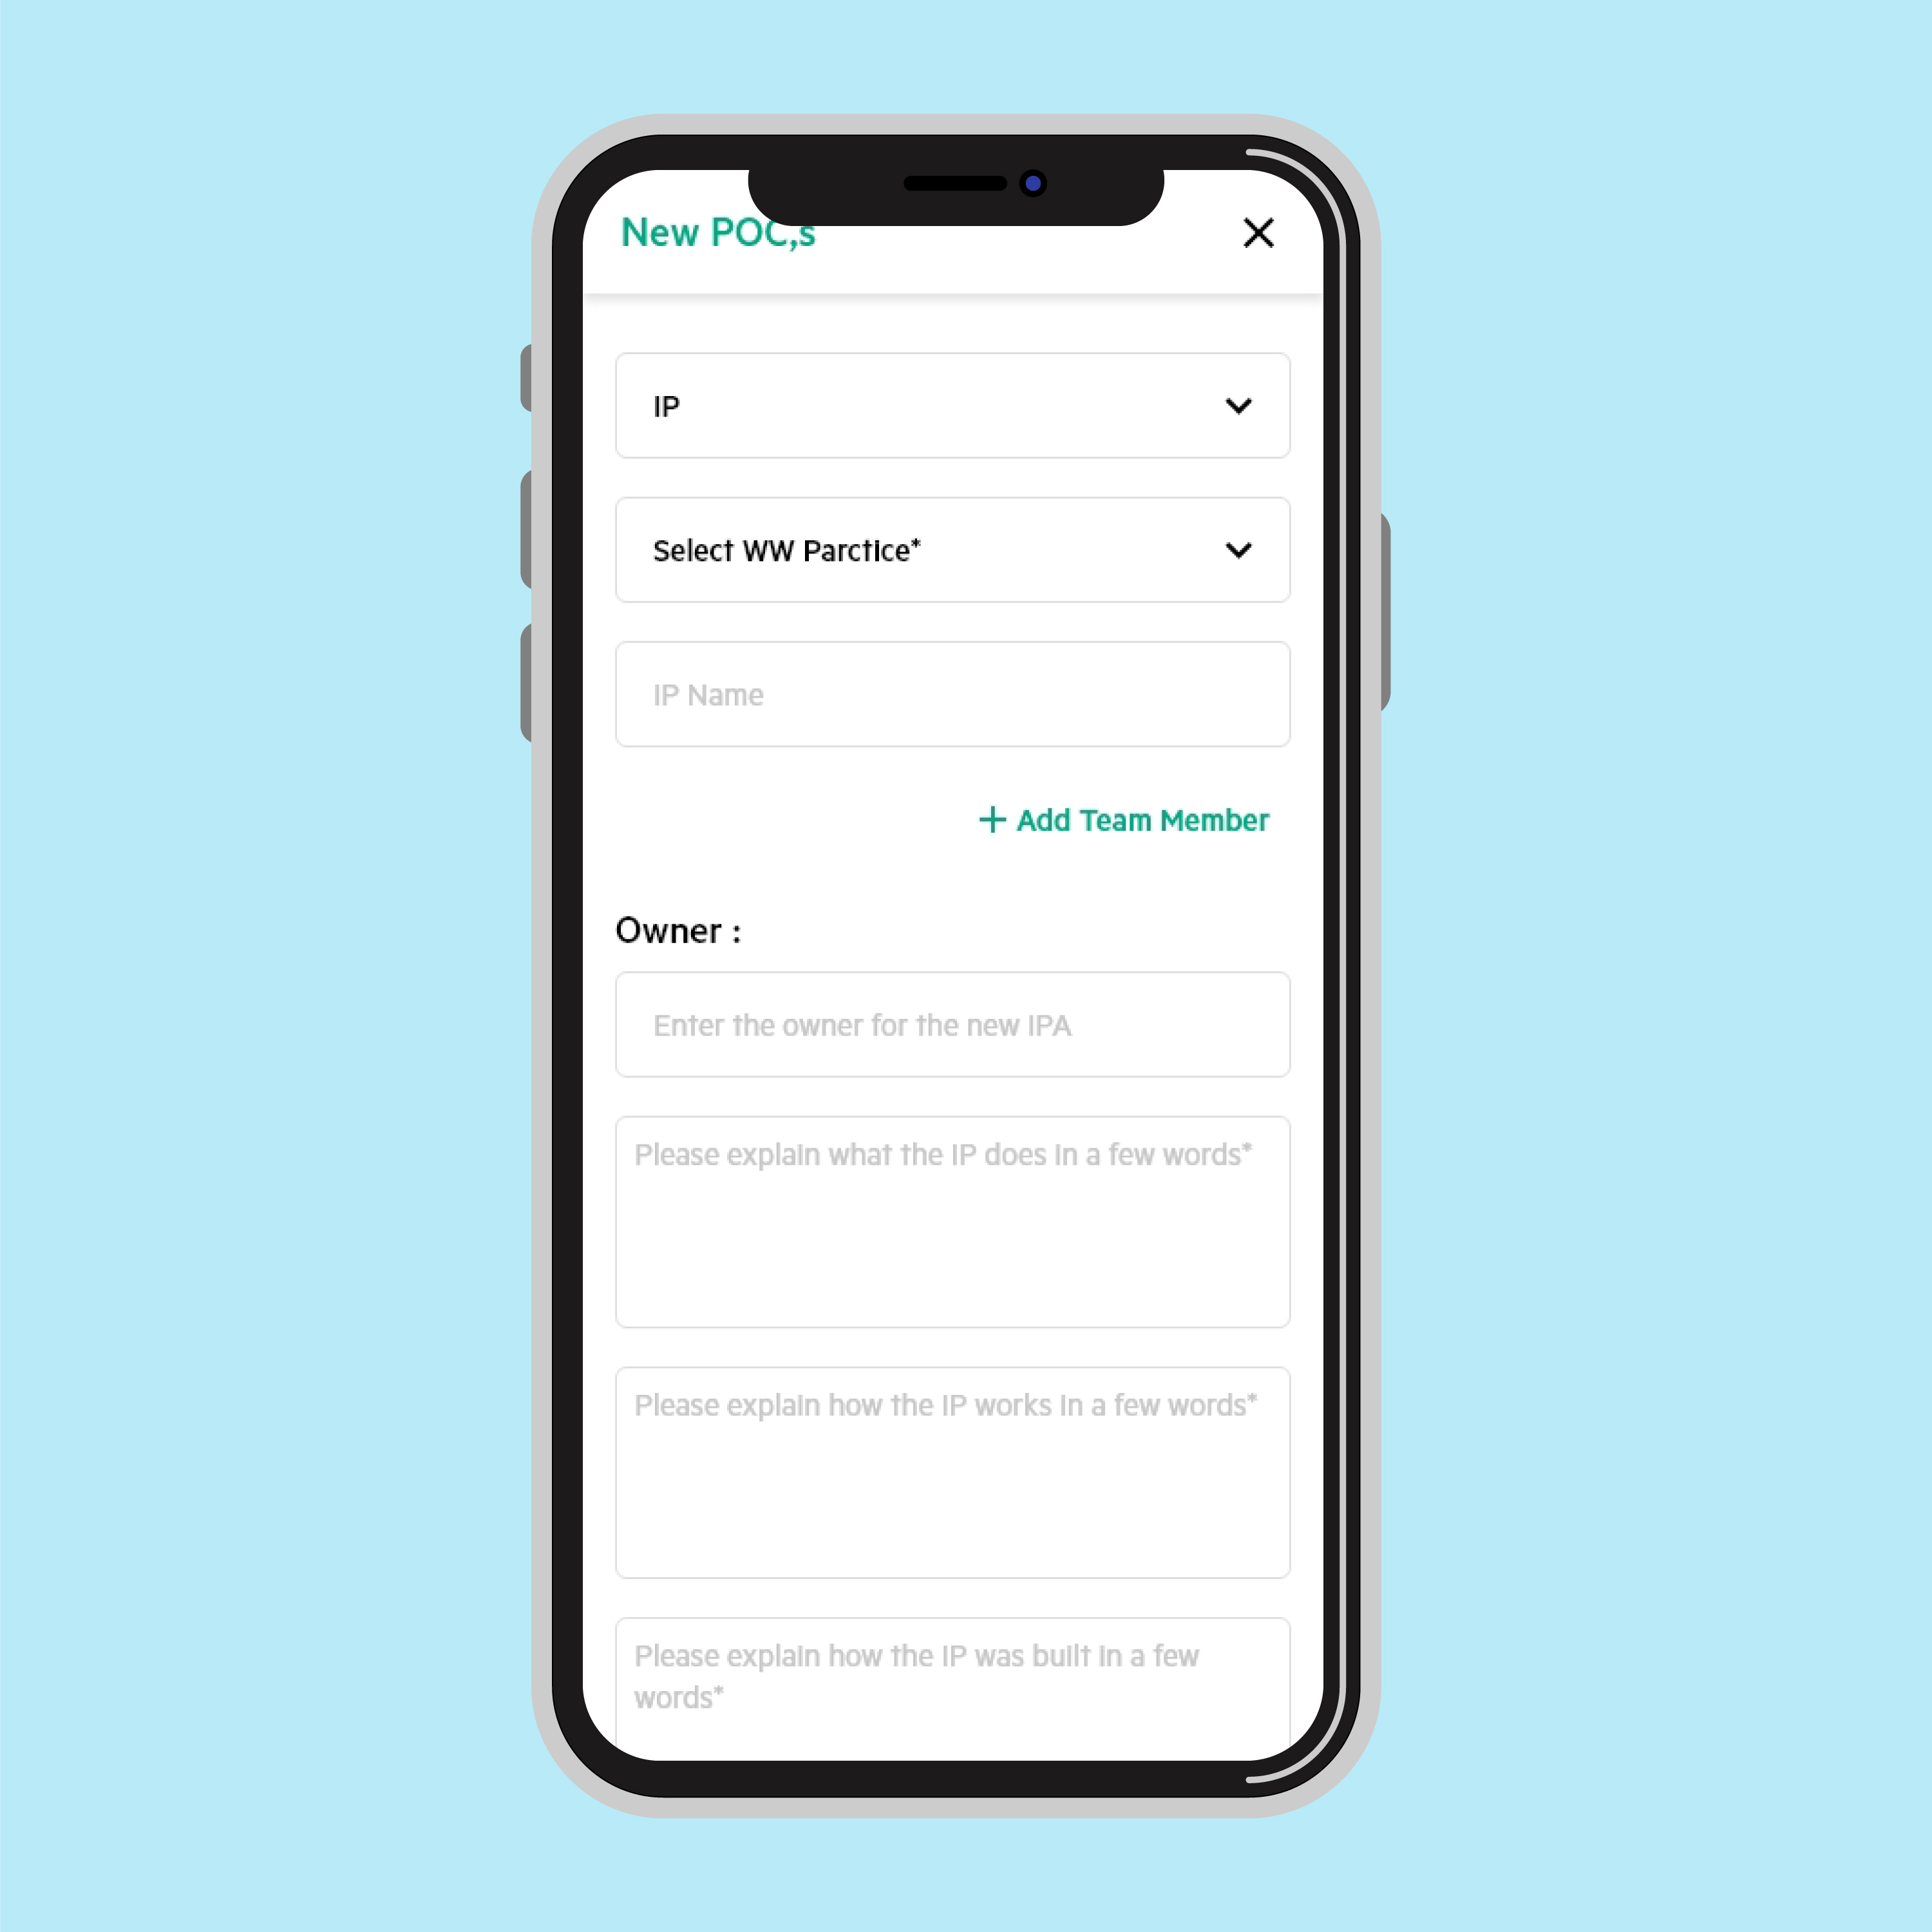 New POC,s
IP
Select WW Parctice*
IP Name
+ Add Team Member
Owner :
Enter the owner for the new IPA
Please explain what the IP does in a few words*
Please explain how the IP works in a few words*
Please explain how the IP was built in a few
words*